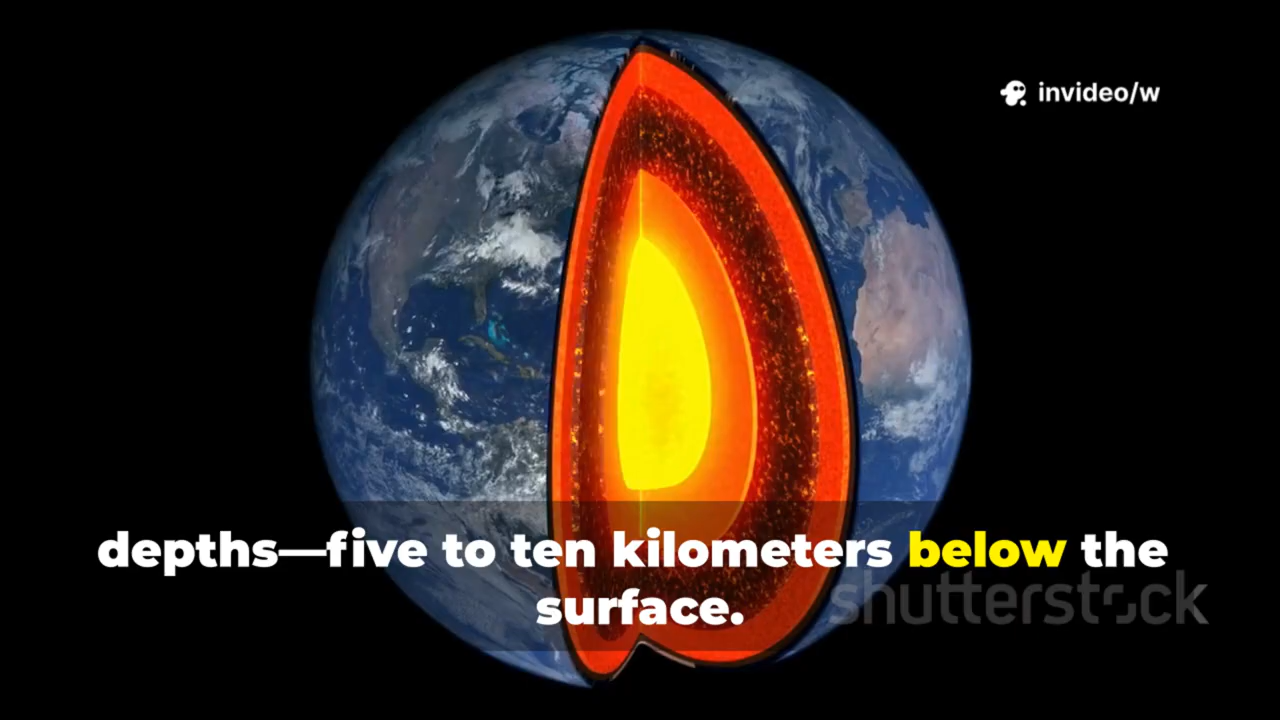 invideo/w
depths—five to ten kilometers below the
surface.
shutterstock